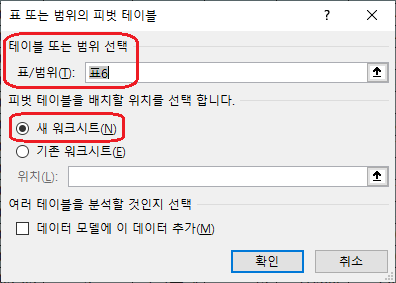 표 또는 범위의 피벗 테이블
테이블 또는 범위 선택
표/범위(T): 표6
피벗 테이블을 배치할 위치를 선택 합니다.
새 워크시트(N)
기존 워크시트(E)
위치(L):
여러 테이블을 분석할 것인지 선택
데이터 모델에 이 데이터 추가(M)
확인 취소